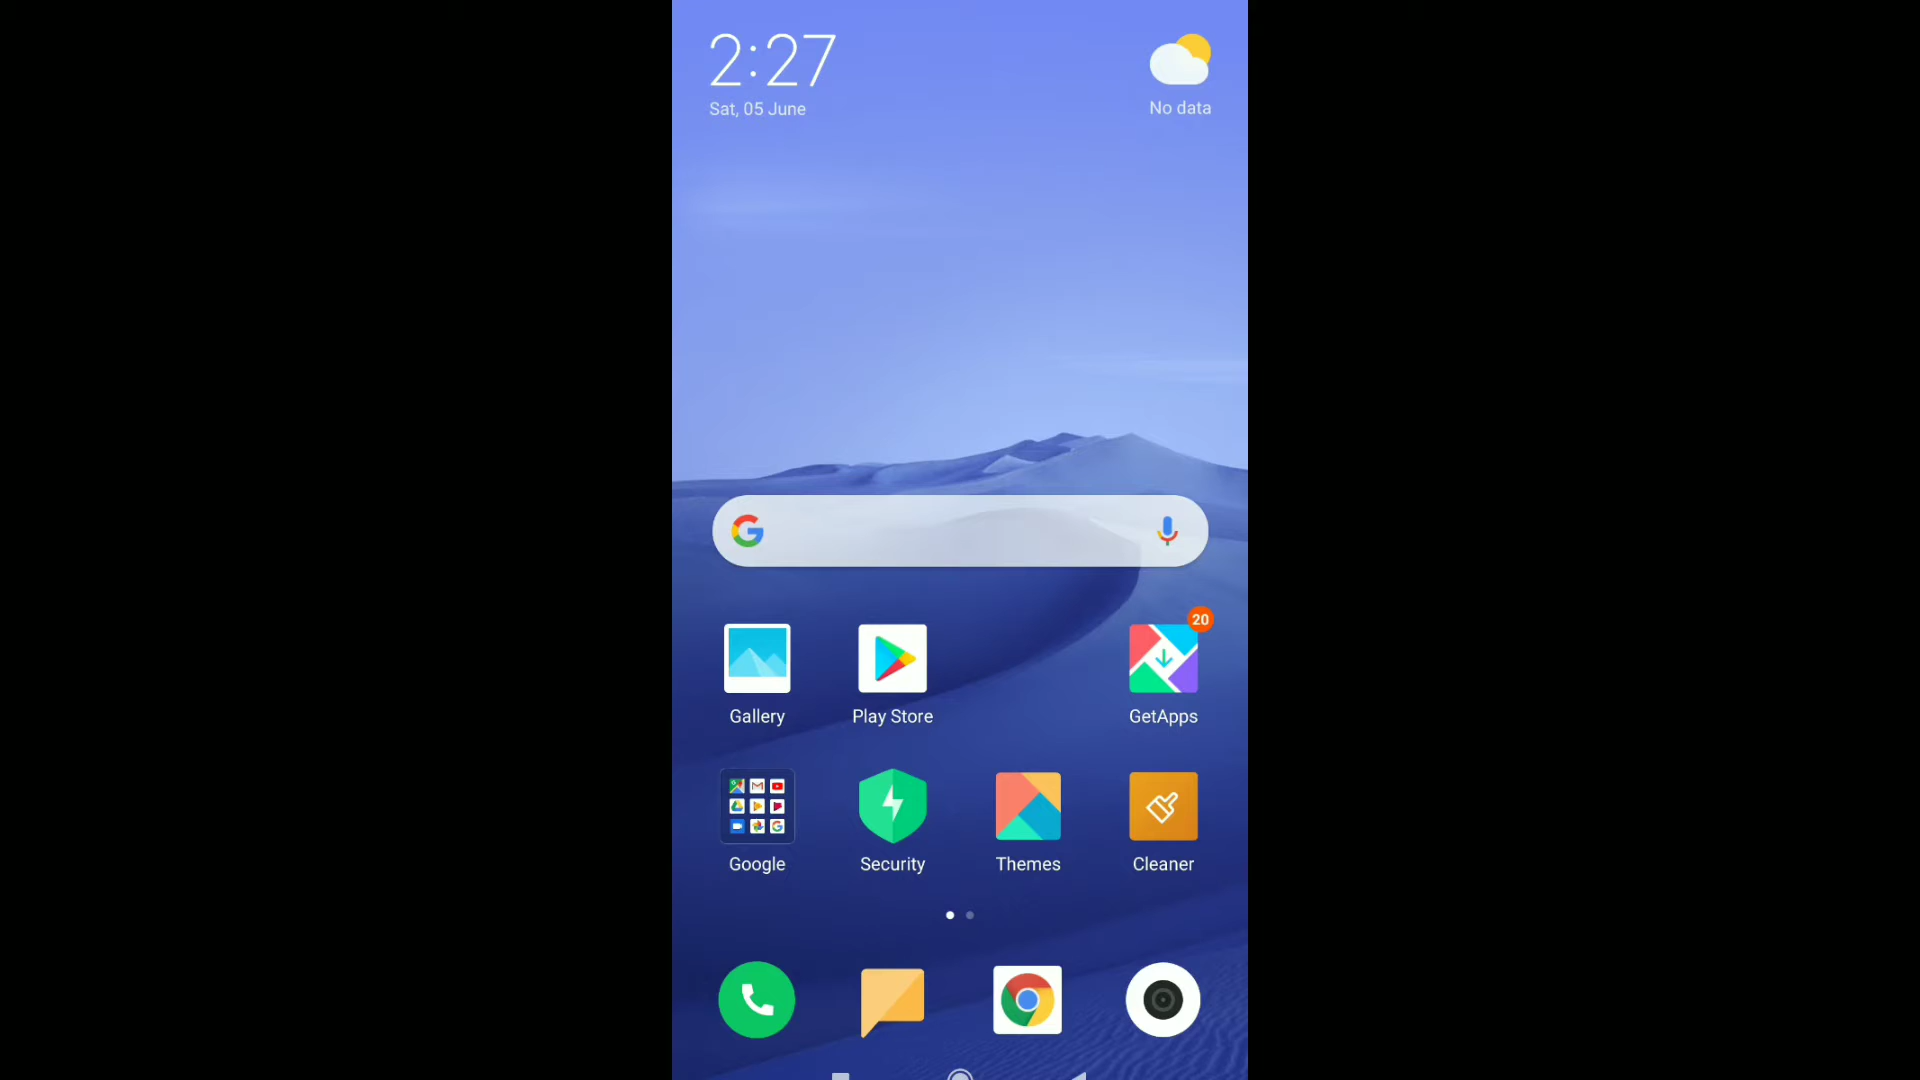 2:27
Sat, 05 June
No data
20
Gallery
Play Store
GetApps
Google
Security
Themes
Cleaner